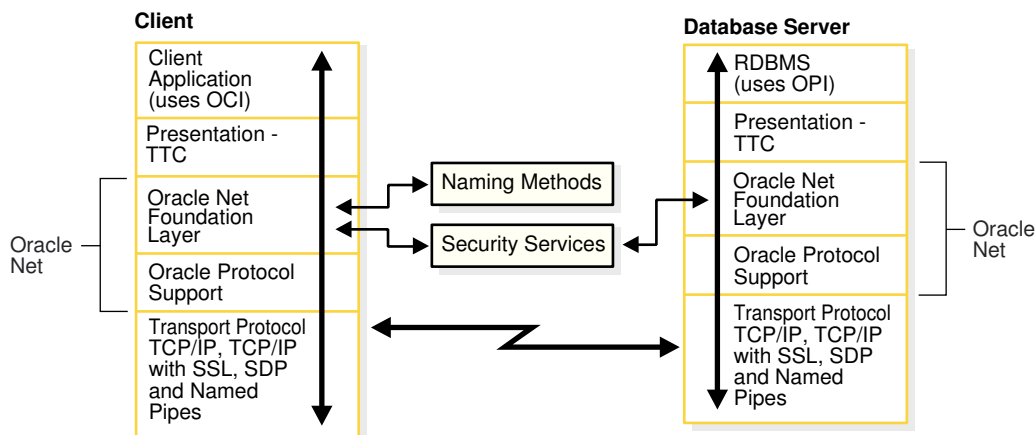 Client
Client
Application
(uses OCI)
Presentation -
TTC
Oracle Net
Foundation
Layer
Oracle Protocol
Support
Transport Protocol
TCP/IP, TCP/IP
with SSL, SDP
and Named
Pipes
Oracle
Net
Naming Methods
Security Services
Database Server
RDBMS
(uses OPI)
Presentation -
TTC
Oracle Net
Foundation
Layer
Oracle Protocol
Support
Transport Protocol
TCP/IP, TCP/IP
with SSL, SDP
and Named
Pipes
Oracle
Net